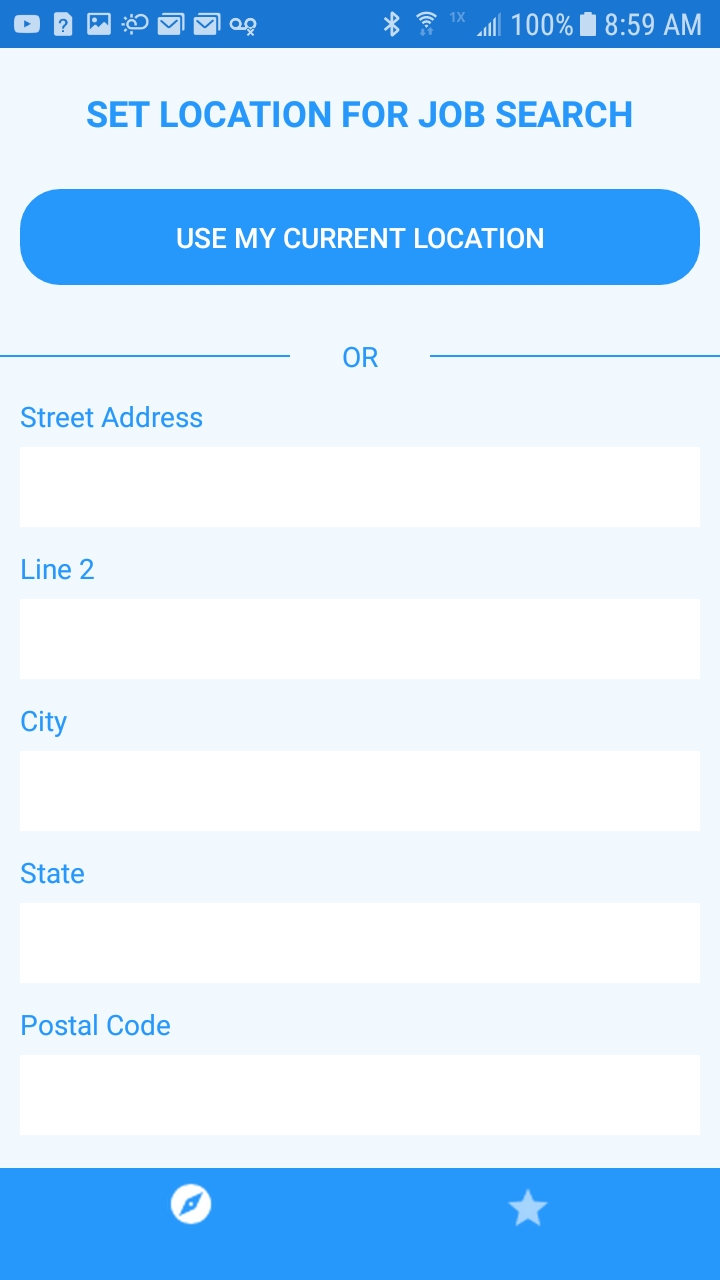 1X 100% 8:59 AM
SET LOCATION FOR JOB SEARCH
USE MY CURRENT LOCATION
OR
Street Address
Line 2
City
State
Postal Code